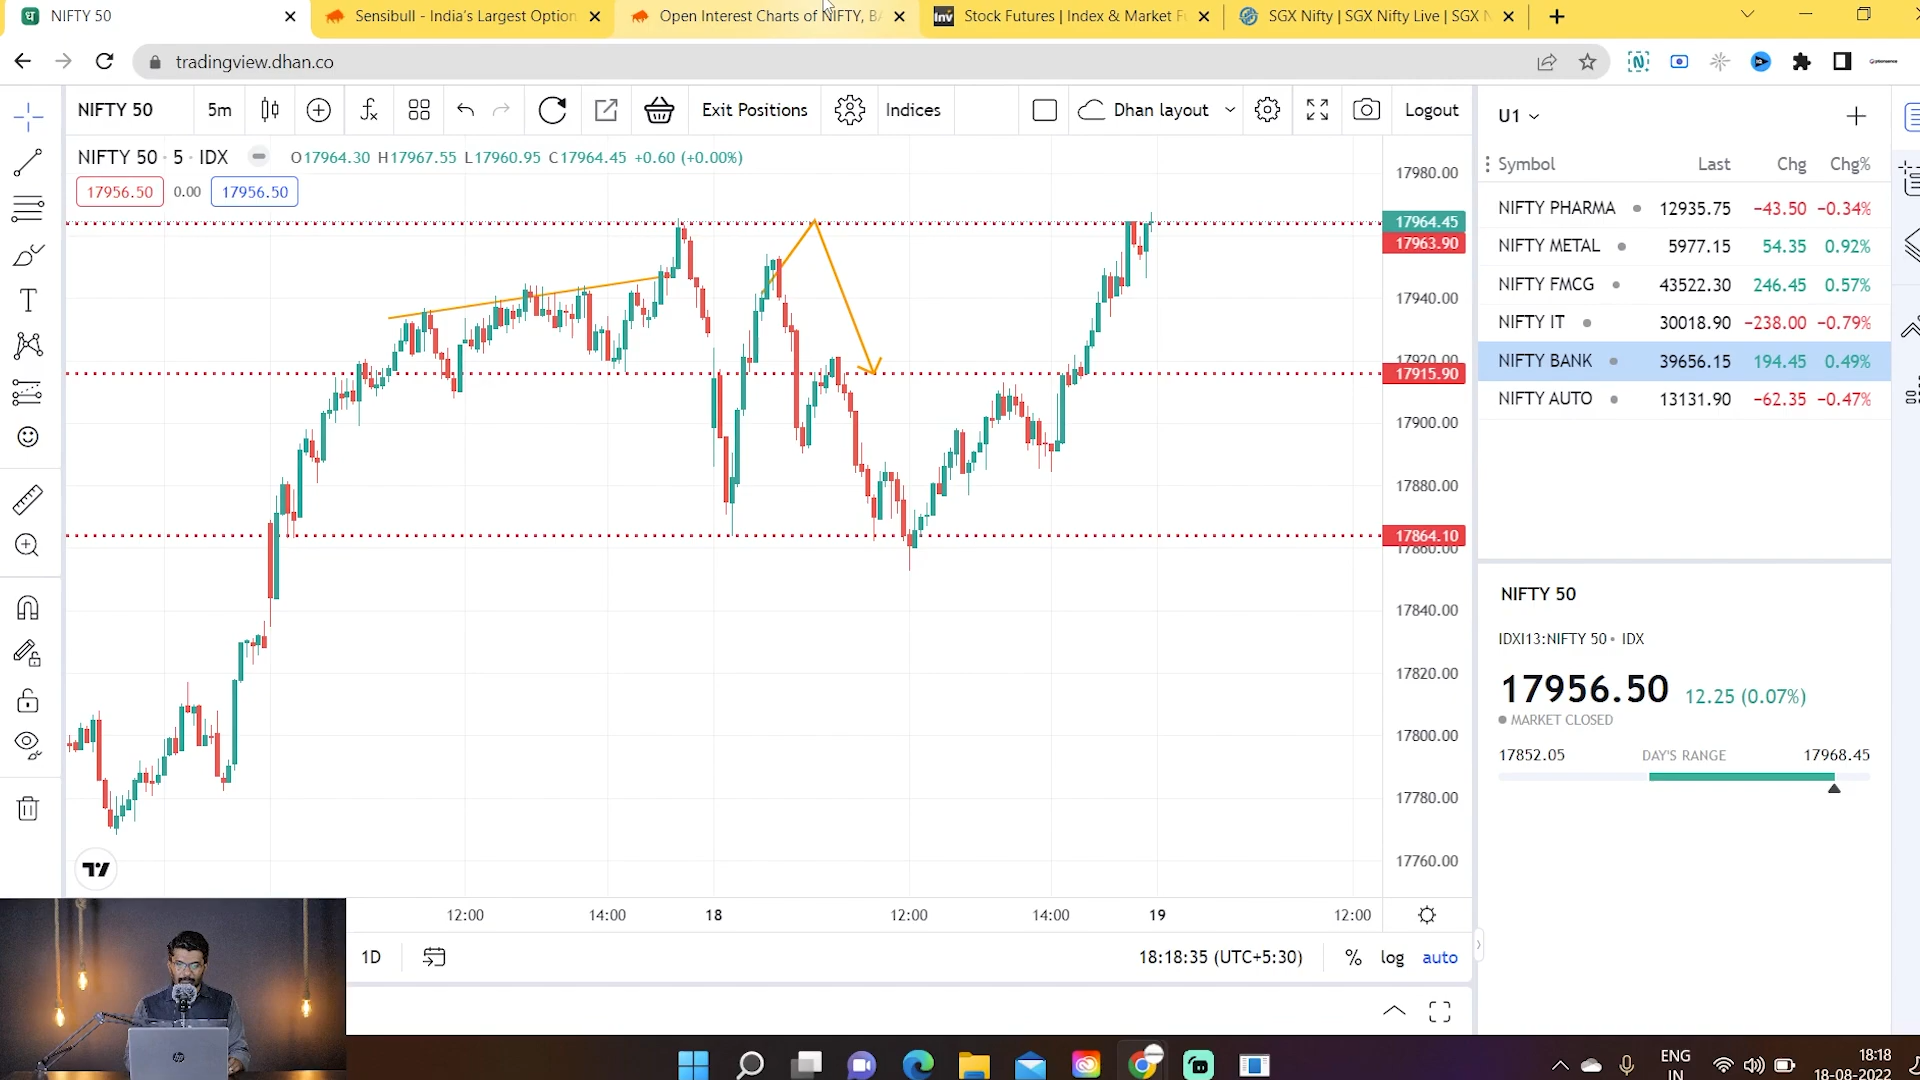 NIFTY 50
Sensibull - India's Largest Option
Open Interest Charts of NIFTY, BA
Inv Stock Futures | Index & Market F
SGX Nifty | SGX Nifty Live | SGX N
tradingview.dhan.co
NIFTY 50 5m Exit Positions Indices Dhan layout Logout
U1
NIFTY 50 · 5 · IDX O17964.30 H17967.55 L17960.95 C17964.45 +0.60 (+0.00%)
17956.50 0.00 17956.50
Symbol Last Chg Chg%
NIFTY PHARMA 12935.75 −43.50 −0.34%
NIFTY METAL 5977.15 54.35 0.92%
NIFTY FMCG 43522.30 246.45 0.57%
NIFTY IT 30018.90 −238.00 −0.79%
NIFTY BANK 39656.15 194.45 0.49%
NIFTY AUTO 13131.90 −62.35 −0.47%
17980.00
17964.45
17963.90
17940.00
17920.00
17915.90
17900.00
17880.00
17864.10
17860.00
17840.00
17820.00
17800.00
17780.00
17760.00
NIFTY 50
IDXI13:NIFTY 50 • IDX
17956.50 12.25 (0.07%)
MARKET CLOSED
17852.05 DAY'S RANGE 17968.45
12:00 14:00 18 12:00 14:00 19 12:00
1D 18:18:35 (UTC+5:30) % log auto
hp
ENG
IN
18:18
18-08-2022